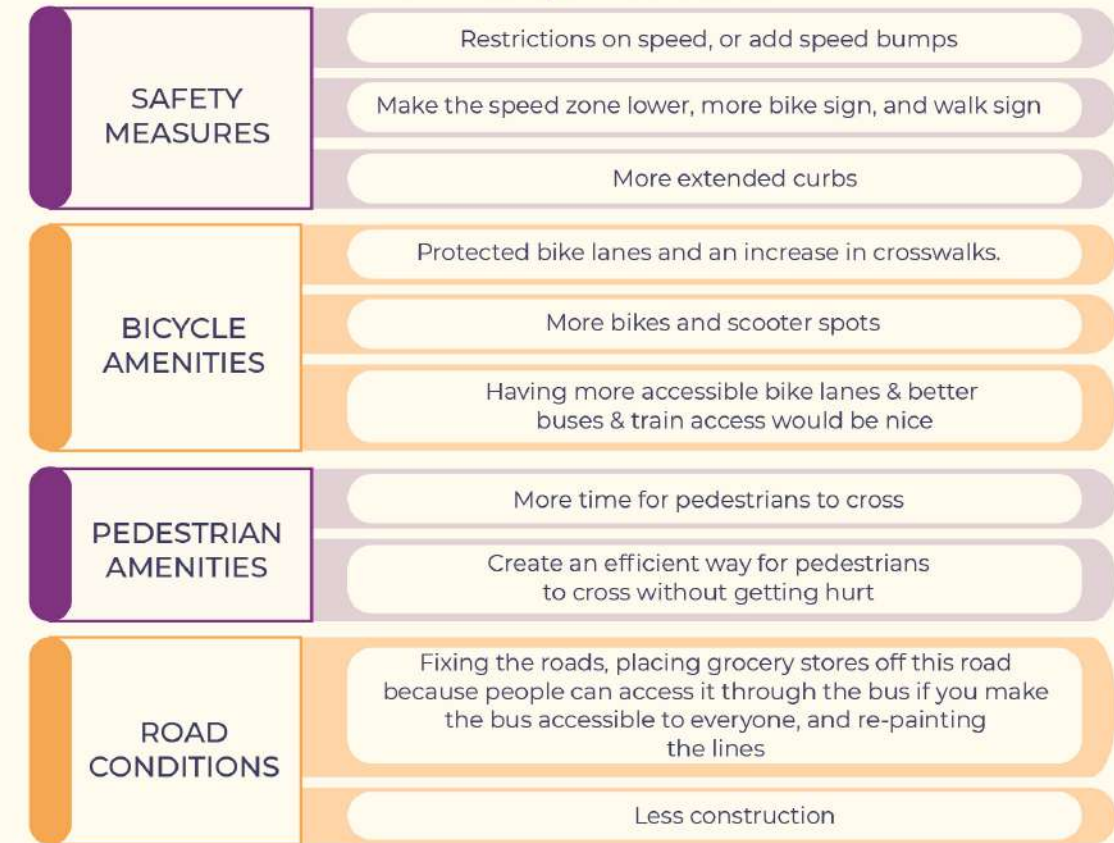 SAFETY
MEASURES
Restrictions on speed, or add speed bumps
Make the speed zone lower, more bike sign, and walk sign
More extended curbs
BICYCLE
AMENITIES
Protected bike lanes and an increase in crosswalks.
More bikes and scooter spots
Having more accessible bike lanes & better
buses & train access would be nice
PEDESTRIAN
AMENITIES
More time for pedestrians to cross
Create an efficient way for pedestrians
to cross without getting hurt
ROAD
CONDITIONS
Fixing the roads, placing grocery stores off this road
because people can access it through the bus if you make
the bus accessible to everyone, and re-painting
the lines
Less construction